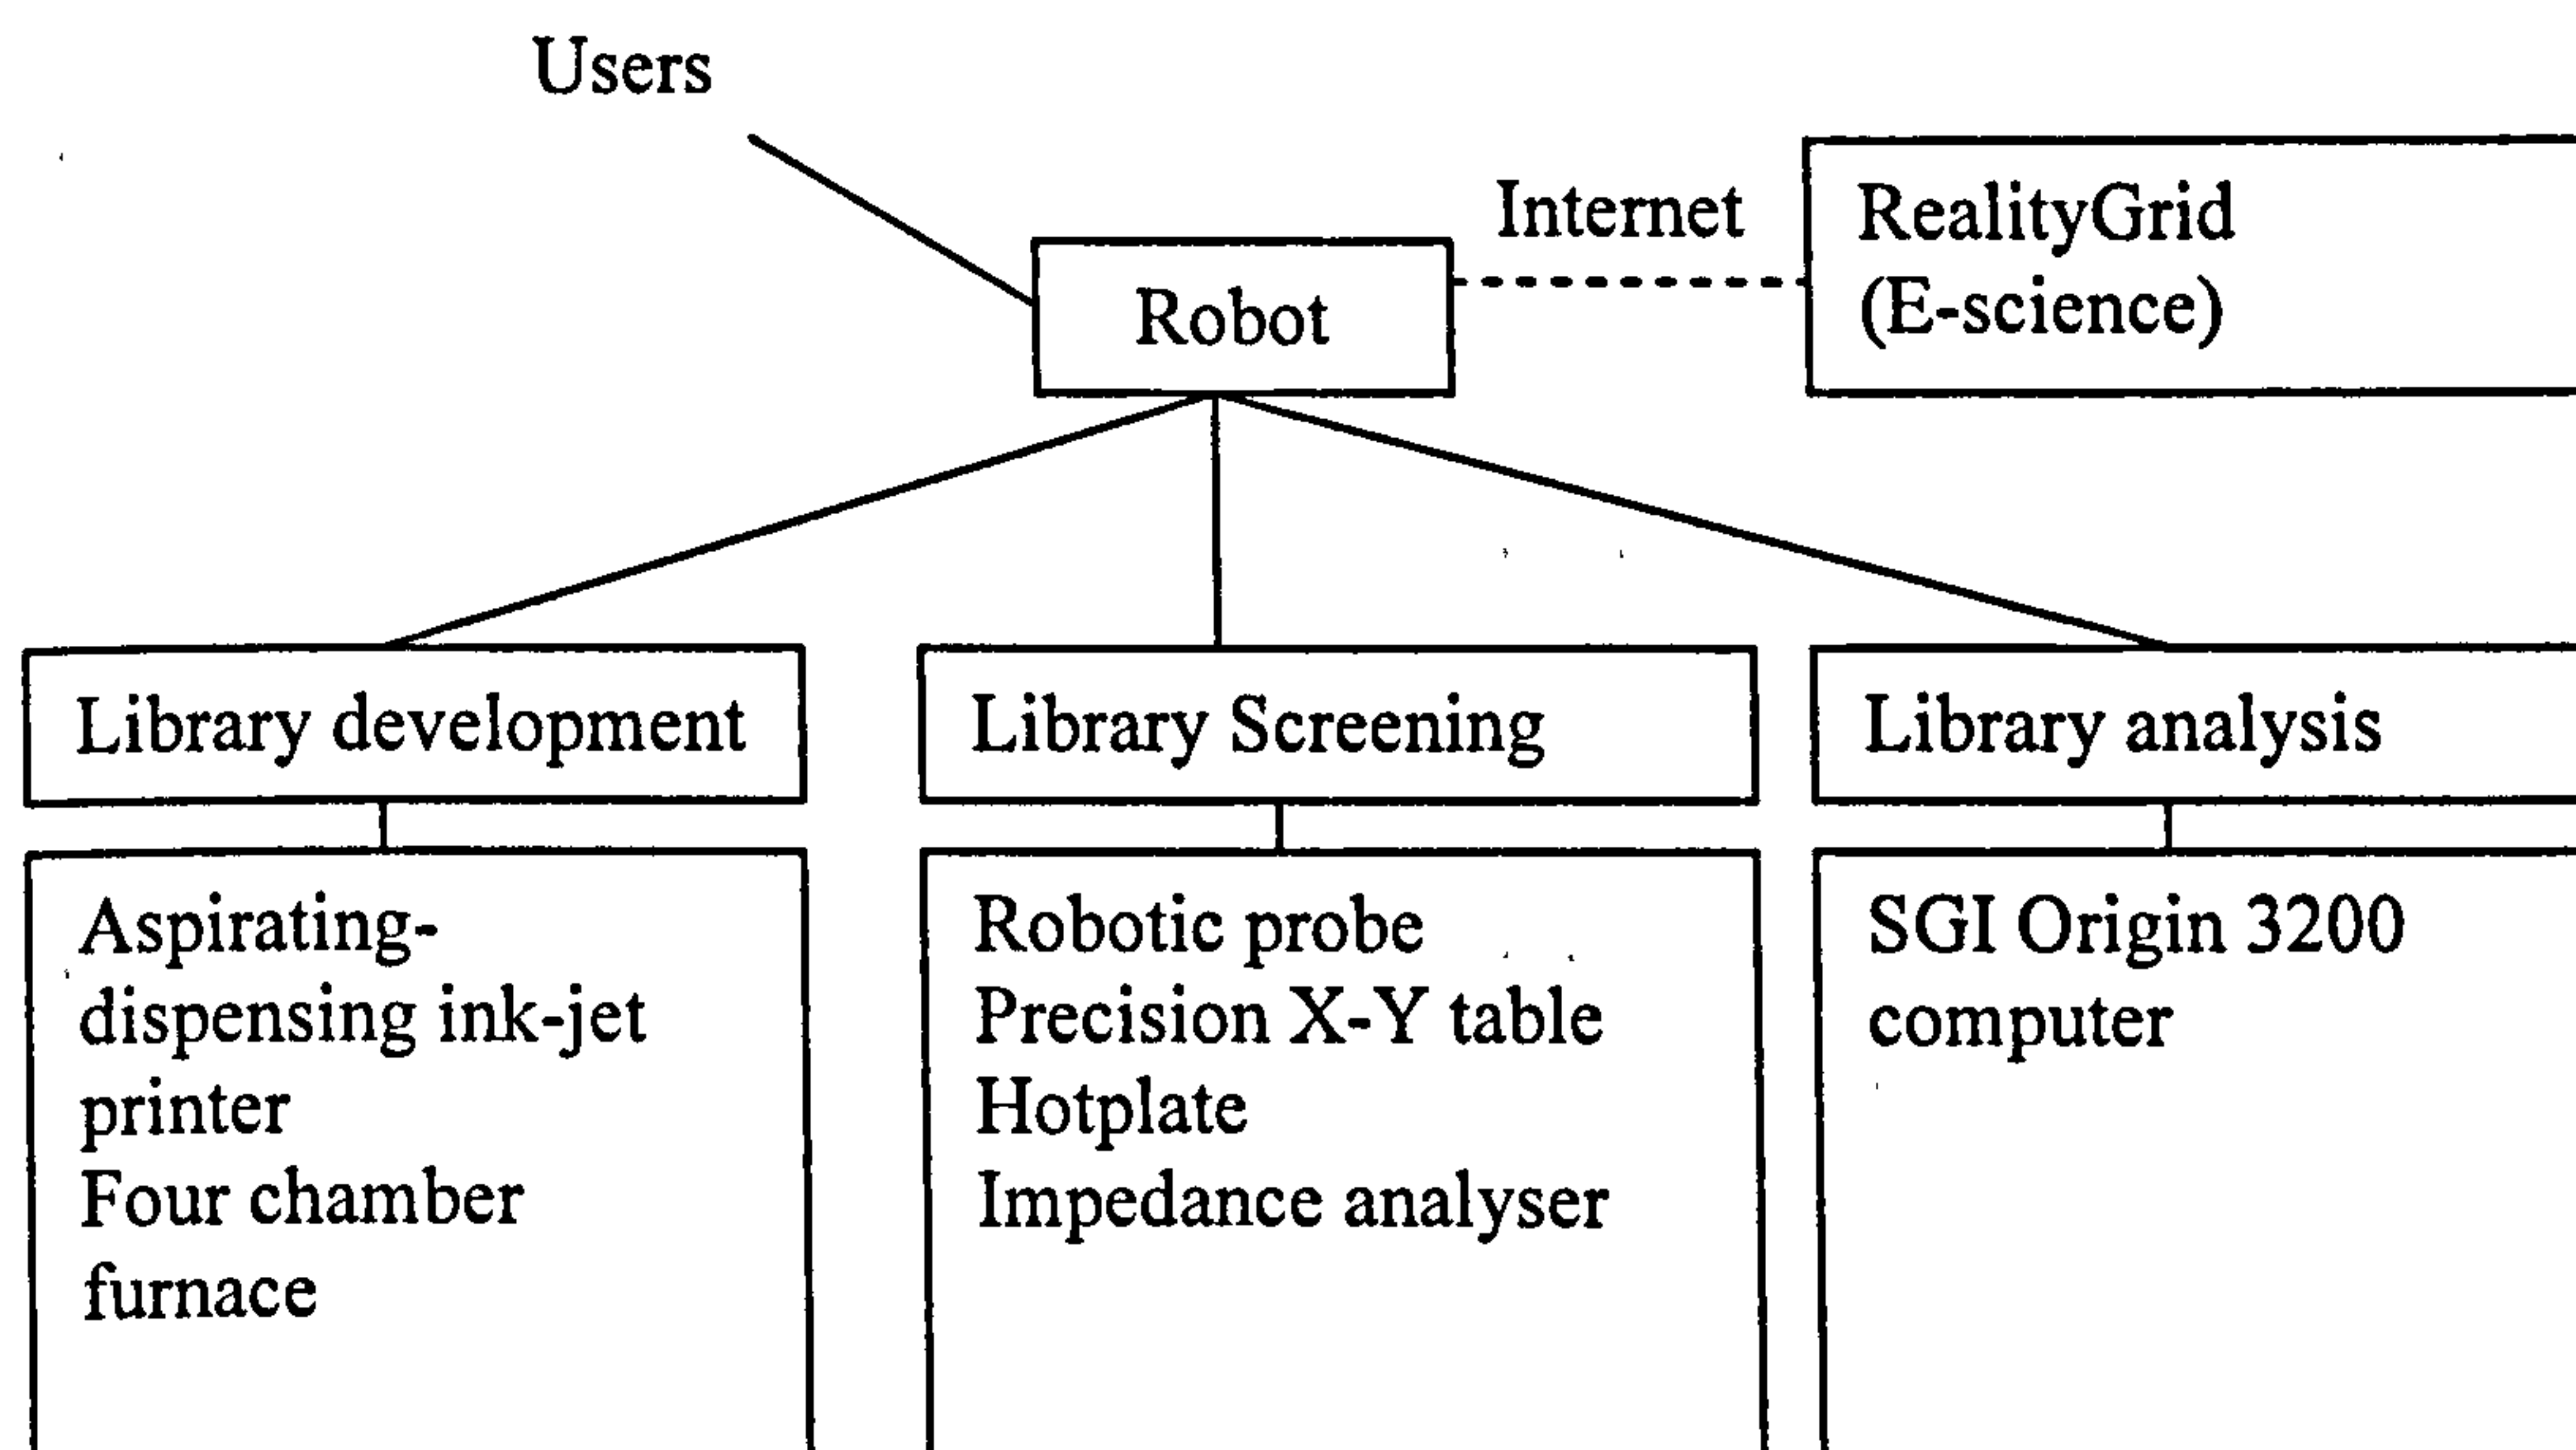 Users
Internet
RealityGrid
(E-science)
Robot
Library development
Library Screening
Library analysis
Aspirating-
dispensing ink-jet
printer
Four chamber
furnace
Robotic probe
Precision X-Y table
Hotplate
Impedance analyser
SGI Origin 3200
computer